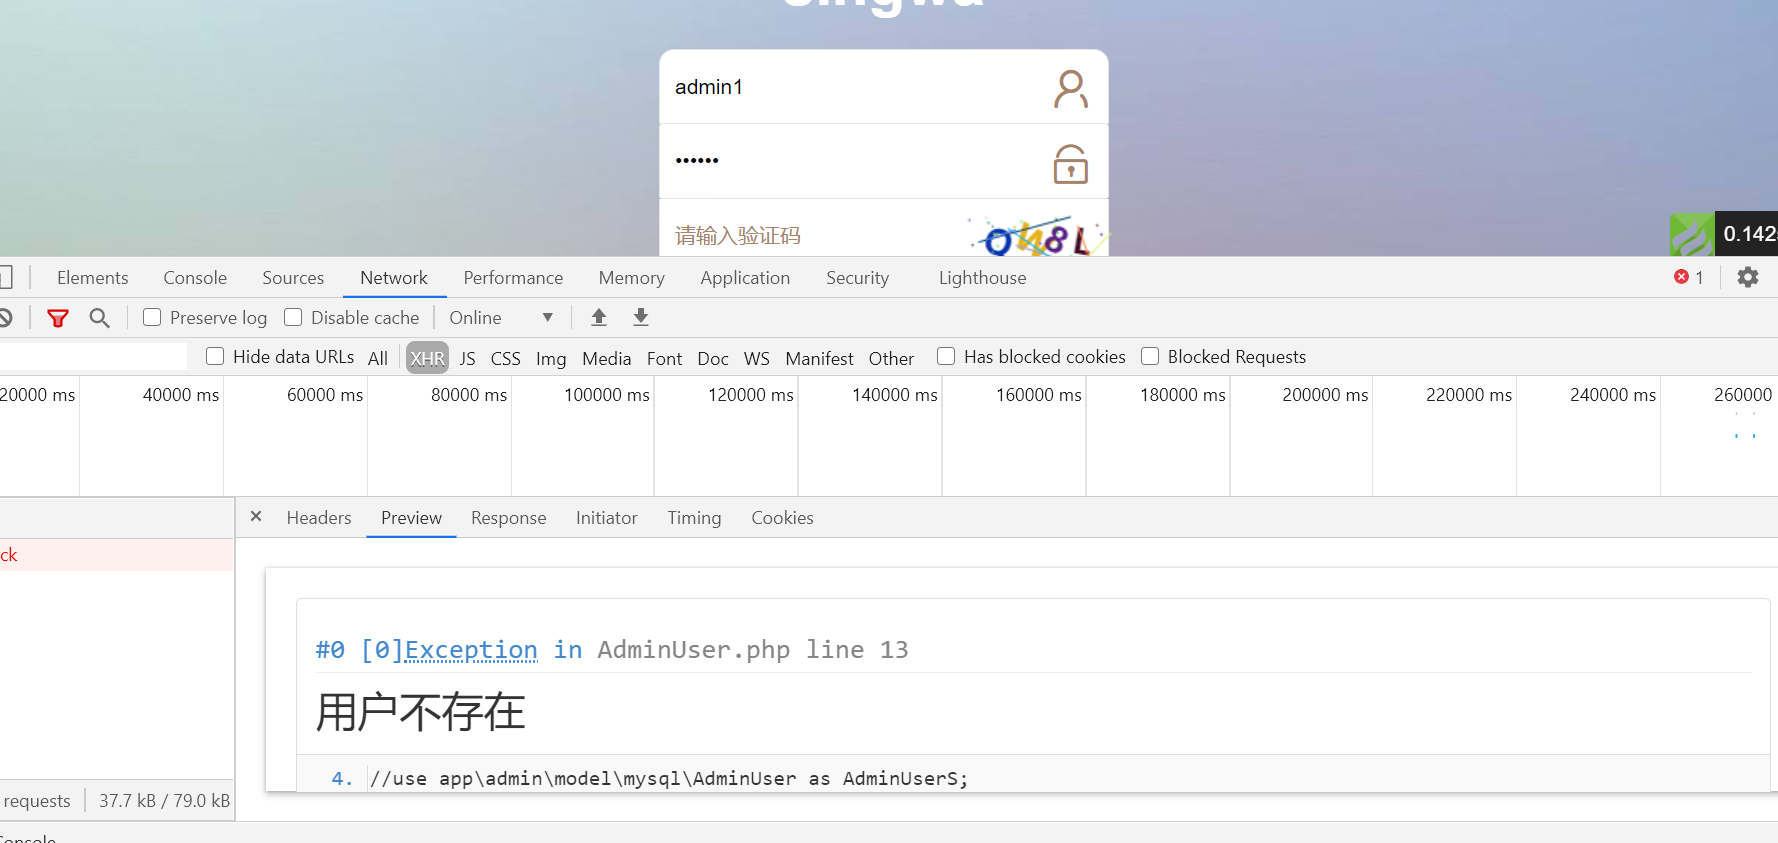 admin1
••••••
请输入验证码
0.142
Elements Console Sources Network Performance Memory Application Security Lighthouse 1
Preserve log Disable cache Online
Hide data URLs All XHR JS CSS Img Media Font Doc WS Manifest Other Has blocked cookies Blocked Requests
20000 ms 40000 ms 60000 ms 80000 ms 100000 ms 120000 ms 140000 ms 160000 ms 180000 ms 200000 ms 220000 ms 240000 ms 260000
× Headers Preview Response Initiator Timing Cookies
ck
#0 [0]Exception in AdminUser.php line 13
用户不存在
4. //use app\admin\model\mysql\AdminUser as AdminUserS;
requests 37.7 kB / 79.0 kB
Console